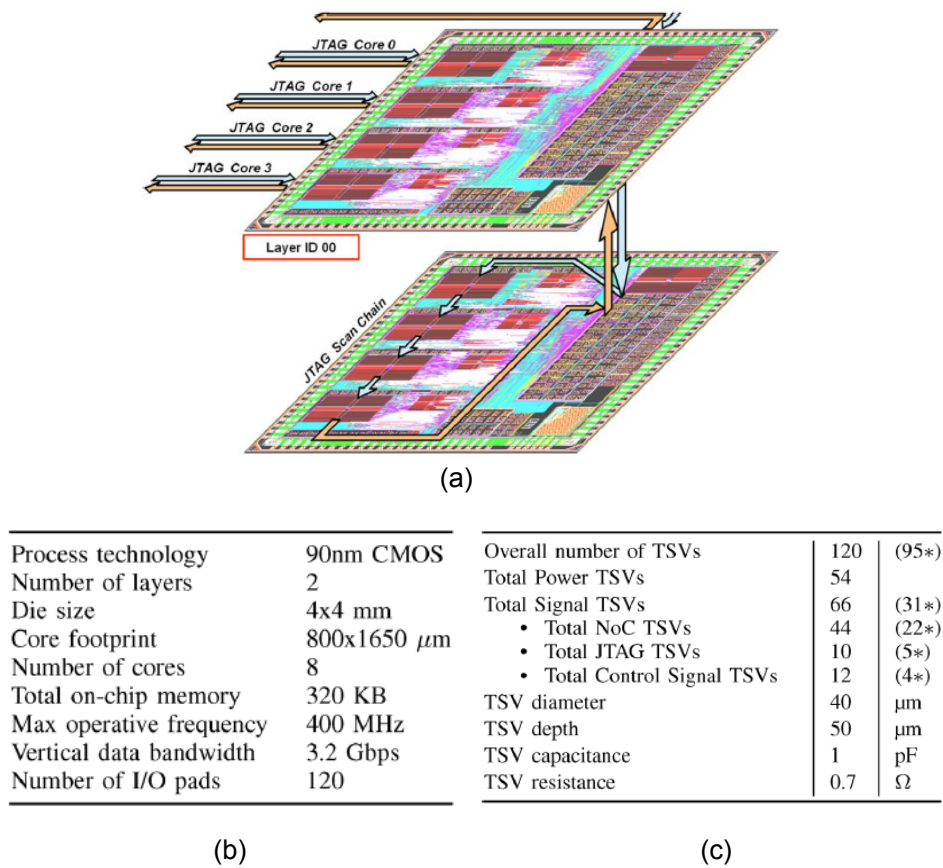 JTAG Core 0
JTAG Core 1
JTAG Core 2
JTAG Core 3
Layer ID 00
JTAG Scan Chain
(a)
Process technology 90nm CMOS
Number of layers 2
Die size 4x4 mm
Core footprint 800x1650 μm
Number of cores 8
Total on-chip memory 320 KB
Max operative frequency 400 MHz
Vertical data bandwidth 3.2 Gbps
Number of I/O pads 120
(b)
Overall number of TSVs 120 (95*)
Total Power TSVs 54
Total Signal TSVs 66 (31*)
• Total NoC TSVs 44 (22*)
• Total JTAG TSVs 10 (5*)
• Total Control Signal TSVs 12 (4*)
TSV diameter 40 μm
TSV depth 50 μm
TSV capacitance 1 pF
TSV resistance 0.7 Ω
(c)